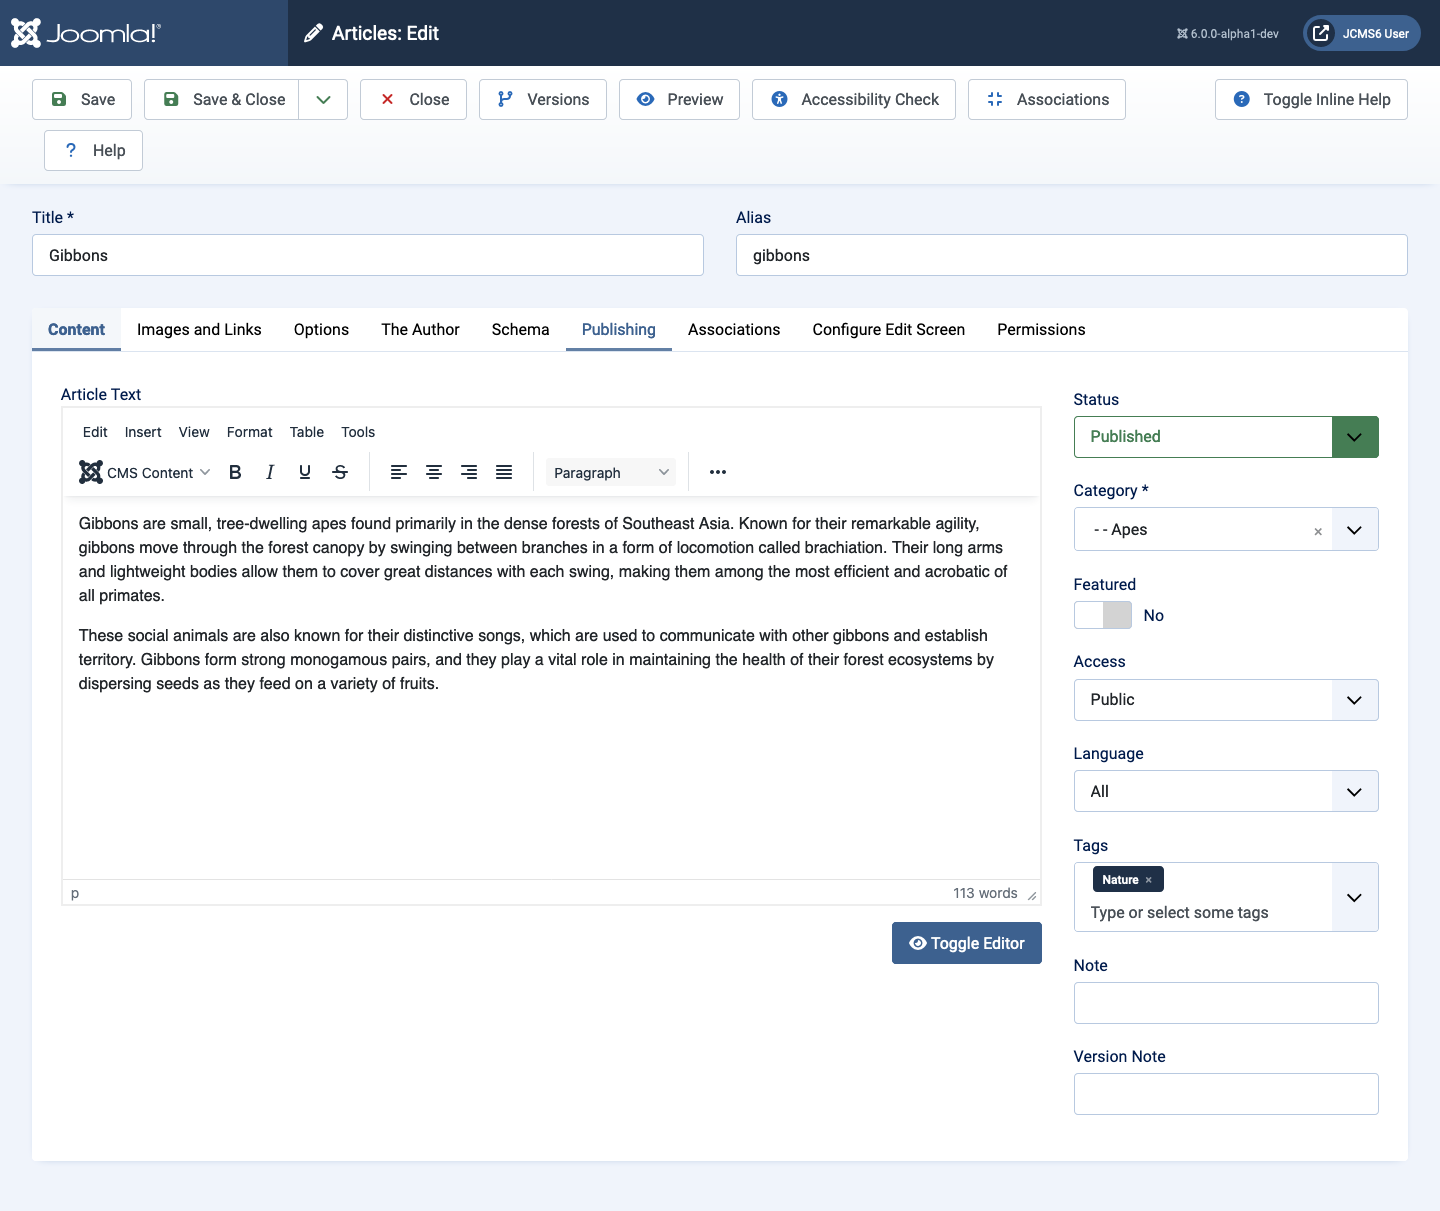 Joomla!®
Articles: Edit
6.0.0-alpha1-dev
JCMS6 User
Save
Save & Close
Close
Versions
Preview
Accessibility Check
Associations
Toggle Inline Help
? Help
Title *
Alias
Gibbons
gibbons
Content
Images and Links
Options
The Author
Schema
Publishing
Associations
Configure Edit Screen
Permissions
Article Text
Edit
Insert
View
Format
Table
Tools
CMS Content
B
I
U
S
Paragraph
Gibbons are small, tree-dwelling apes found primarily in the dense forests of Southeast Asia. Known for their remarkable agility,
gibbons move through the forest canopy by swinging between branches in a form of locomotion called brachiation. Their long arms
and lightweight bodies allow them to cover great distances with each swing, making them among the most efficient and acrobatic of
all primates.
These social animals are also known for their distinctive songs, which are used to communicate with other gibbons and establish
territory. Gibbons form strong monogamous pairs, and they play a vital role in maintaining the health of their forest ecosystems by
dispersing seeds as they feed on a variety of fruits.
p
113 words
Toggle Editor
Status
Published
Category *
- - Apes
×
Featured
No
Access
Public
Language
All
Tags
Nature ×
Type or select some tags
Note
Version Note